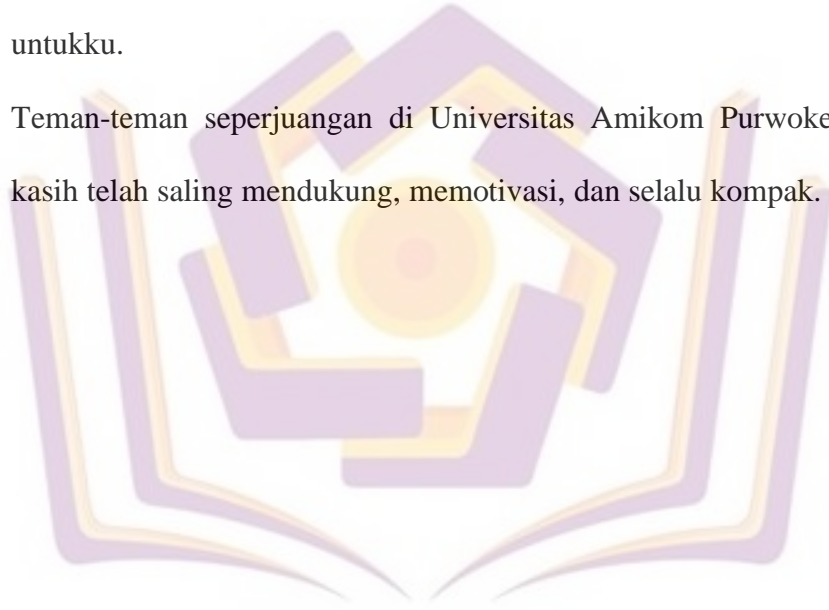 untukku.
Teman-teman seperjuangan di Universitas Amikom Purwoke
kasih telah saling mendukung, memotivasi, dan selalu kompak.